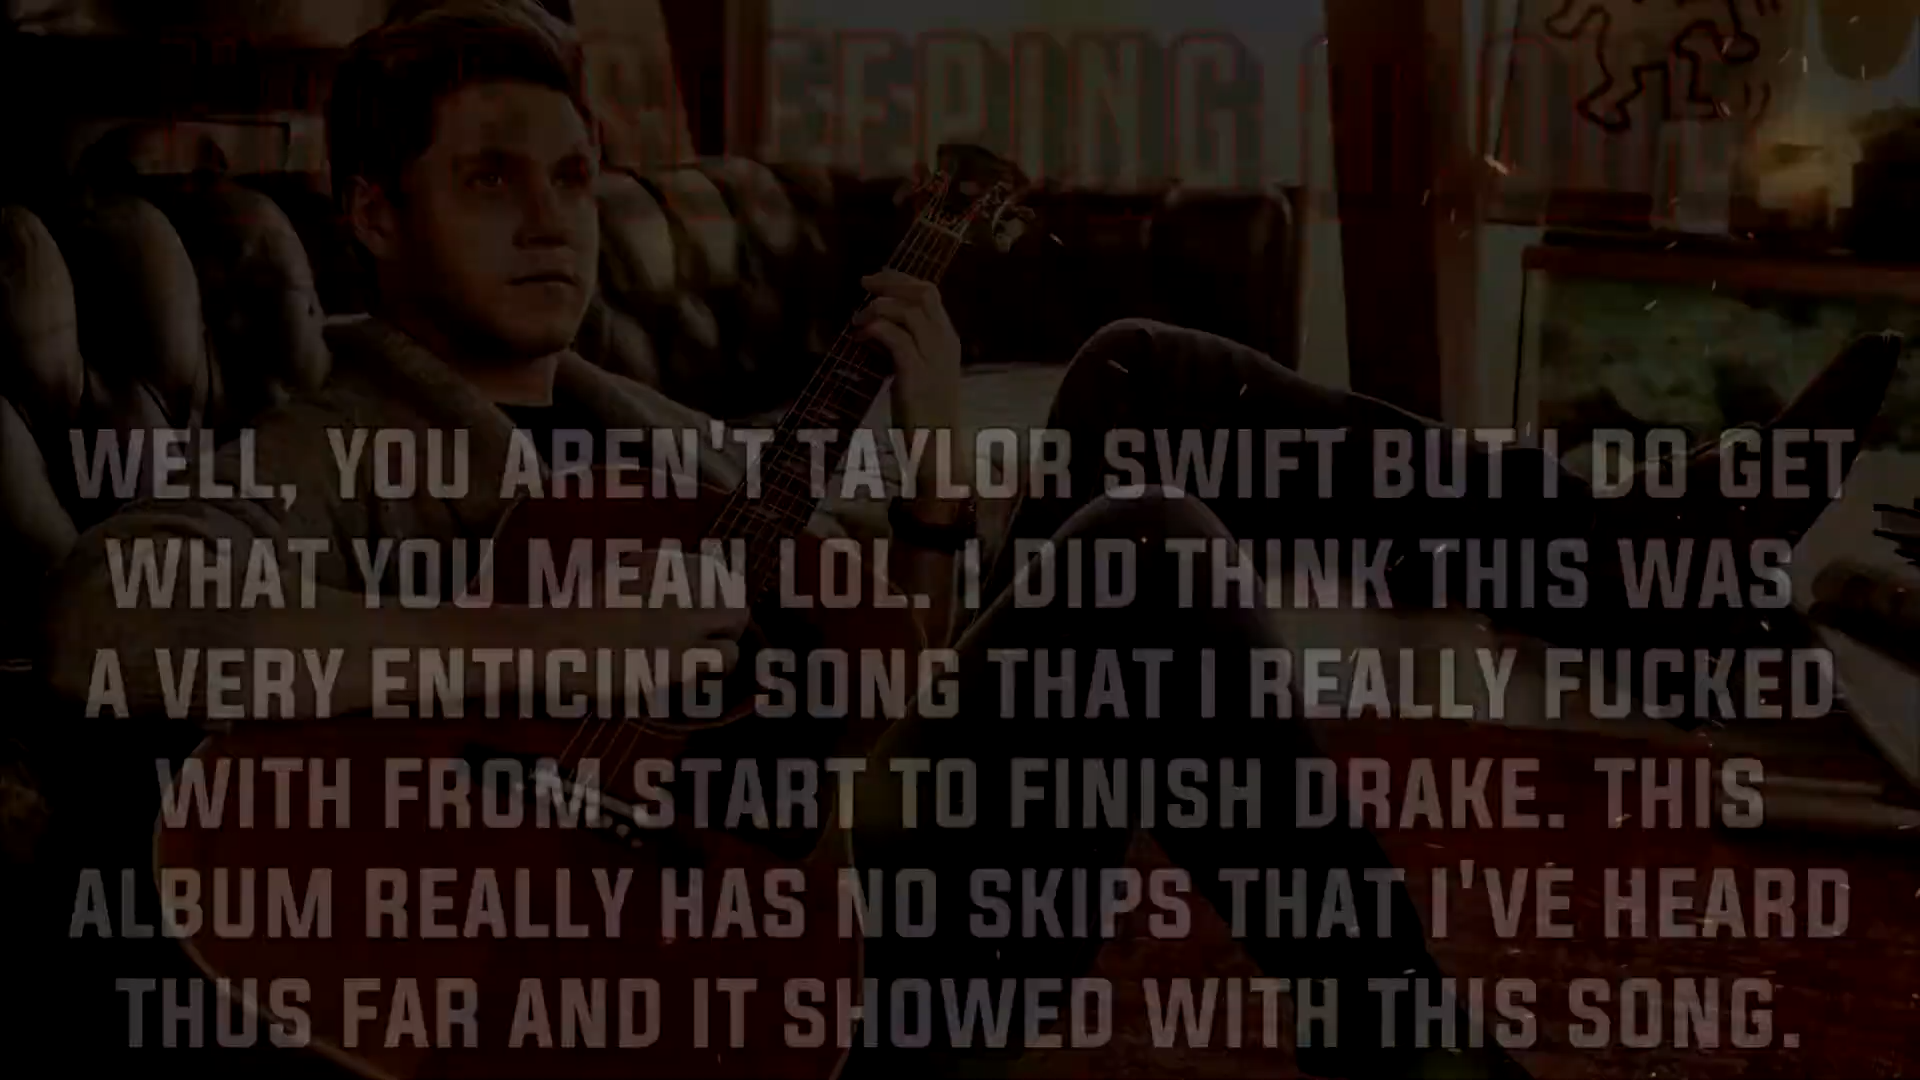 SLEEPING
WELL, YOU AREN'T TAYLOR SWIFT BUT I DO GET
WHAT YOU MEAN LOL. I DID THINK THIS WAS
A VERY ENTICING SONG THAT I REALLY FUCKED
WITH FROM START TO FINISH DRAKE. THIS
ALBUM REALLY HAS NO SKIPS THAT I'VE HEARD
THUS FAR AND IT SHOWED WITH THIS SONG.